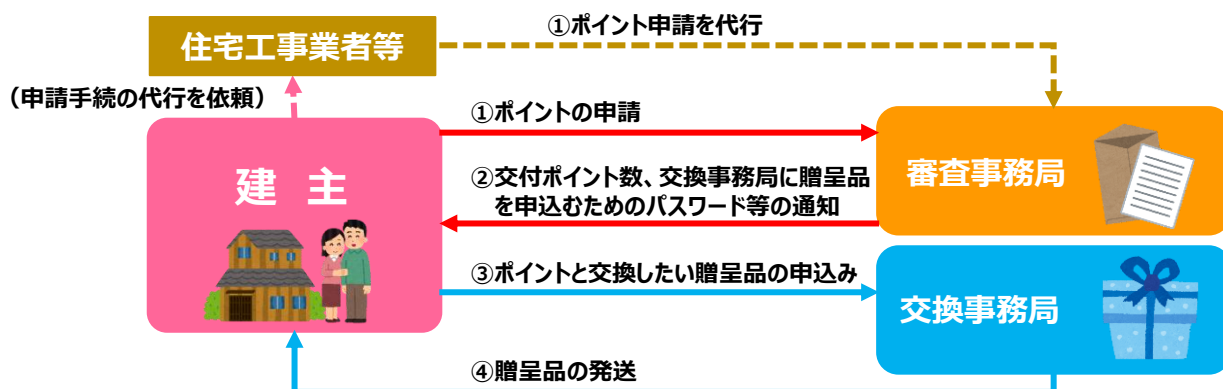 ①ポイント申請を代行
住宅工事業者等
（申請手続の代行を依頼）
①ポイントの申請
建 主
②交付ポイント数、交換事務局に贈呈品
を申込むためのパスワード等の通知
審査事務局
③ポイントと交換したい贈呈品の申込み
交換事務局
④贈呈品の発送